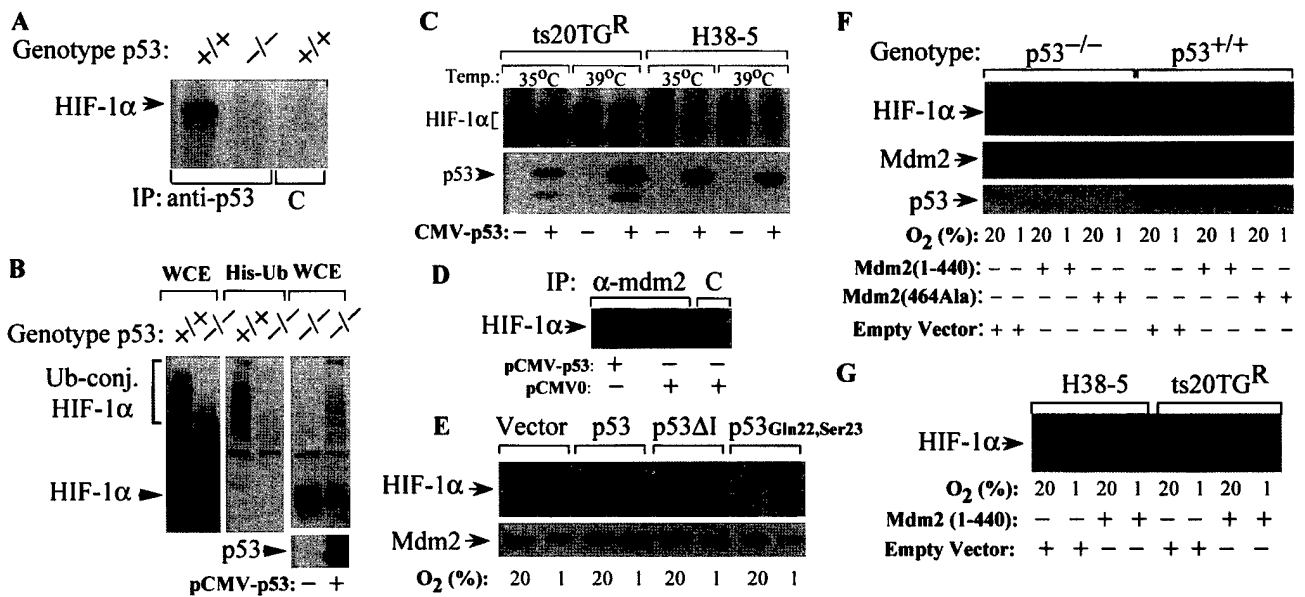 A
Genotype p53: +/+ -/- +/+
HIF-1α
IP: anti-p53 C
B
WCE His-Ub WCE
Genotype p53: +/+ -/- +/+ -/- -/- -/-
Ub-conj.
HIF-1α
HIF-1α
p53
pCMV-p53: − +
C
ts20TGR H38-5
Temp.: 35°C 39°C 35°C 39°C
HIF-1α[
p53
CMV-p53: − + − + − + − +
D
IP: α-mdm2 C
HIF-1α
pCMV-p53: + − −
pCMV0: − + +
E
Vector p53 p53ΔI p53Gln22,Ser23
HIF-1α
Mdm2
O2 (%): 20 1 20 1 20 1 20 1
F
Genotype: p53−/− p53+/+
HIF-1α
Mdm2
p53
O2 (%): 20 1 20 1 20 1 20 1 20 1 20 1
Mdm2(1-440): − − + + − − − − + + − −
Mdm2(464Ala): − − − − + + − − − − + +
Empty Vector: + + − − − − + + − − − −
G
H38-5 ts20TGR
HIF-1α
O2 (%): 20 1 20 1 20 1 20 1
Mdm2 (1-440): − − + + − − + +
Empty Vector: + + − − + + − −